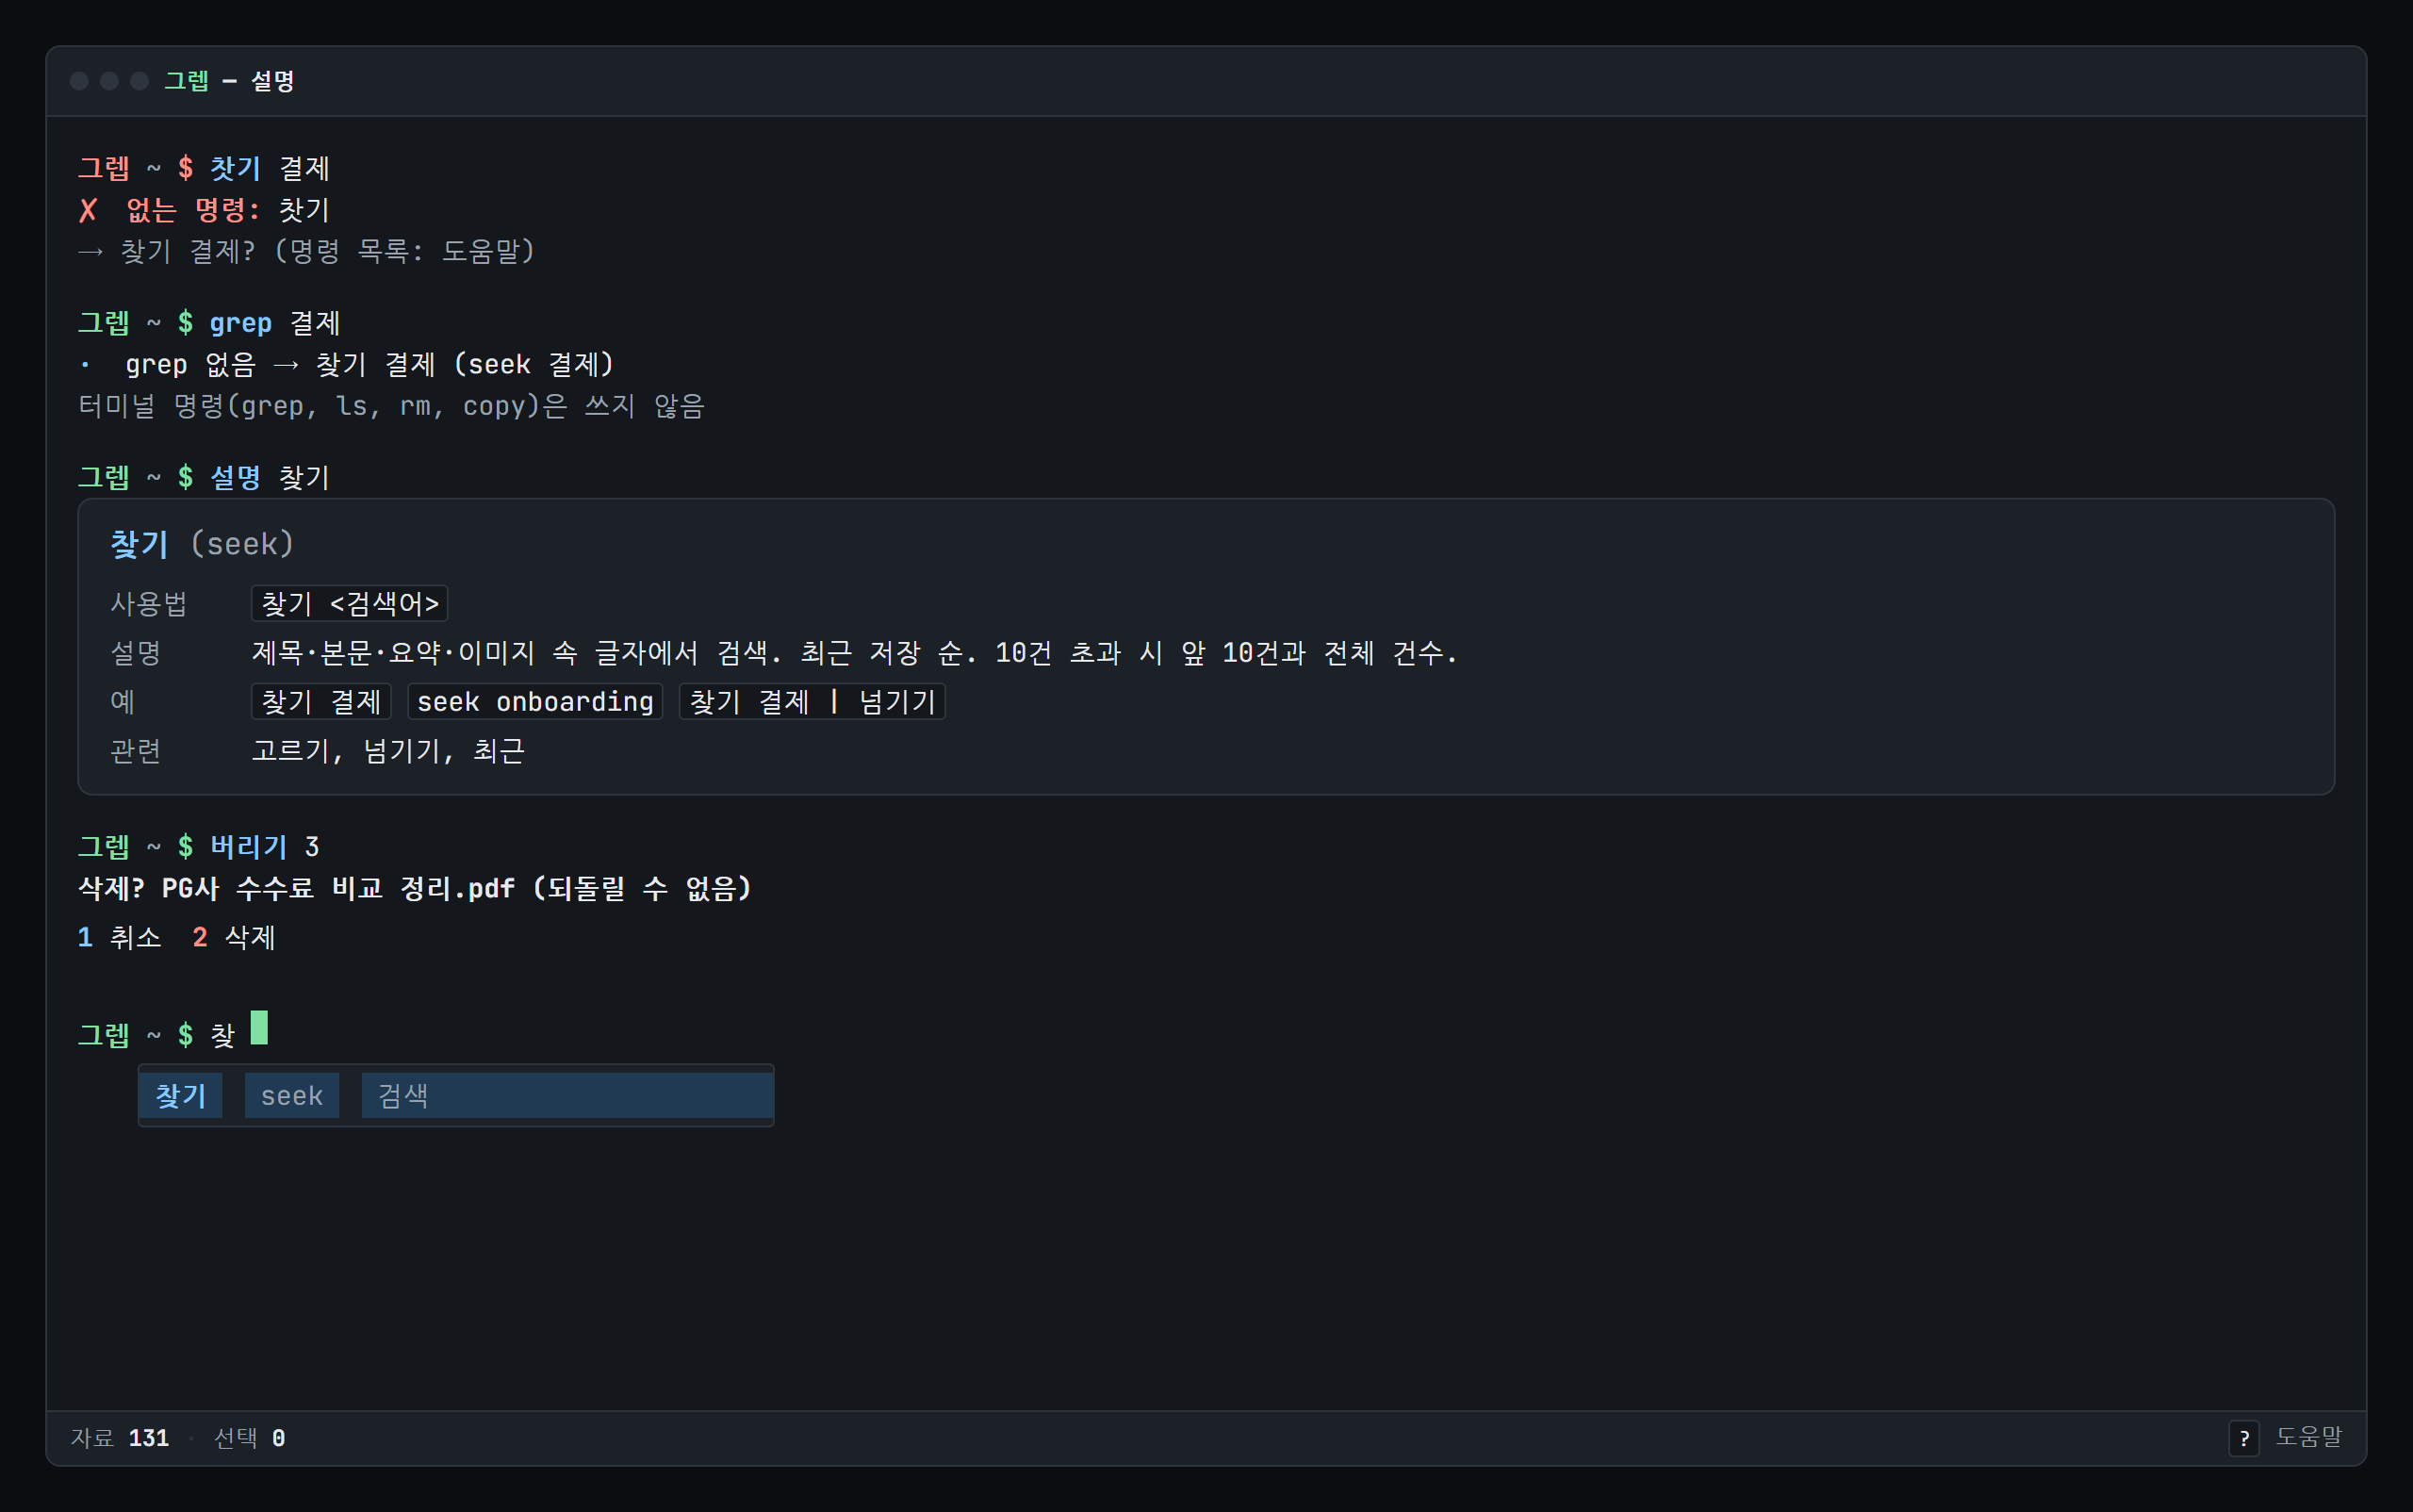 그렙 — 설명
그렙 ~ $ 찻기 결제
✗ 없는 명령: 찻기
→ 찾기 결제? (명령 목록: 도움말)
그렙 ~ $ grep 결제
· grep 없음 → 찾기 결제 (seek 결제)
터미널 명령(grep, ls, rm, copy)은 쓰지 않음
그렙 ~ $ 설명 찾기
찾기 (seek)
사용법 찾기 <검색어>
설명 제목·본문·요약·이미지 속 글자에서 검색. 최근 저장 순. 10건 초과 시 앞 10건과 전체 건수.
예 찾기 결제 seek onboarding 찾기 결제 | 넘기기
관련 고르기, 넘기기, 최근
그렙 ~ $ 버리기 3
삭제? PG사 수수료 비교 정리.pdf (되돌릴 수 없음)
1 취소 2 삭제
그렙 ~ $ 찾
찾기 seek 검색
자료 131 · 선택 0 ? 도움말